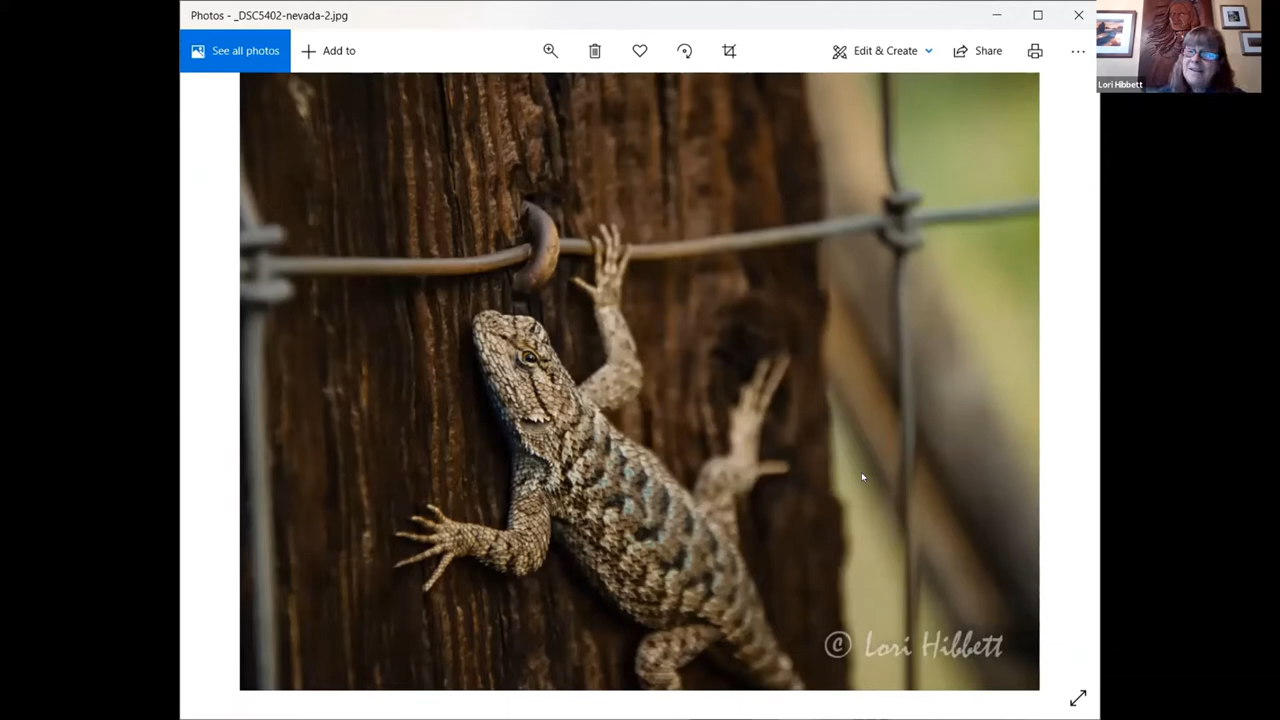 Photos - _DSC5402-nevada-2.jpg
See all photos
Add to
Edit & Create
Share
Lori Hibbett
© Lori Hibbett